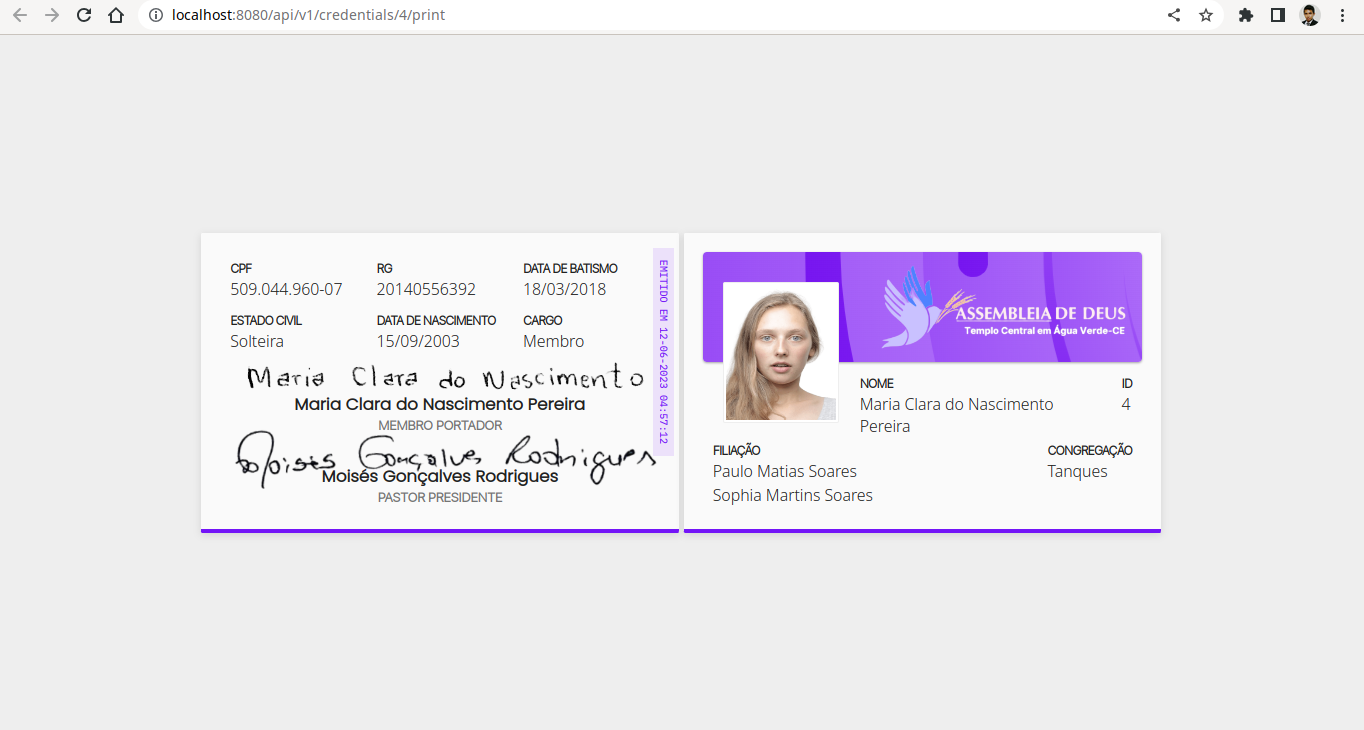 localhost:8080/api/v1/credentials/4/print
CPF RG DATA DE BATISMO
509.044.960-07 20140556392 18/03/2018
ESTADO CIVIL DATA DE NASCIMENTO CARGO
Solteira 15/09/2003 Membro
Maria Clara do Nascimento
Maria Clara do Nascimento Pereira
MEMBRO PORTADOR
Moisés Gonçalves Rodrigues
Moisés Gonçalves Rodrigues
PASTOR PRESIDENTE
EMITIDO EM 12-06-2023 04:57:12
ASSEMBLEIA DE DEUS
Templo Central em Água Verde-CE
NOME ID
Maria Clara do Nascimento 4
Pereira
FILIAÇÃO CONGREGAÇÃO
Paulo Matias Soares Tanques
Sophia Martins Soares